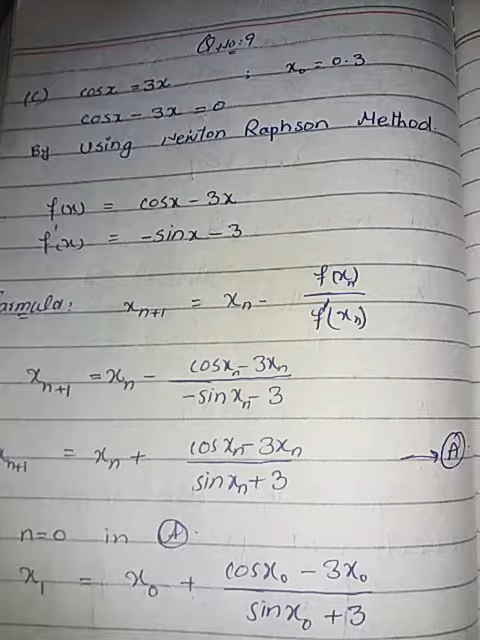 Q No: 9
(c) cosx = 3x ; x₀ = 0.3
cosx - 3x = 0
By Using Newton Raphson Method.
f(x) = cosx - 3x
f'(x) = -sinx - 3
Formula: xₙ₊₁ = xₙ - f(xₙ) / f'(xₙ)
xₙ₊₁ = xₙ - (cosxₙ - 3xₙ) / (-sinxₙ - 3)
xₙ₊₁ = xₙ + (cosxₙ - 3xₙ) / (sinxₙ + 3) → Ⓐ
n=0 in Ⓐ.
x₁ = x₀ + (cosx₀ - 3x₀) / (sinx₀ + 3)